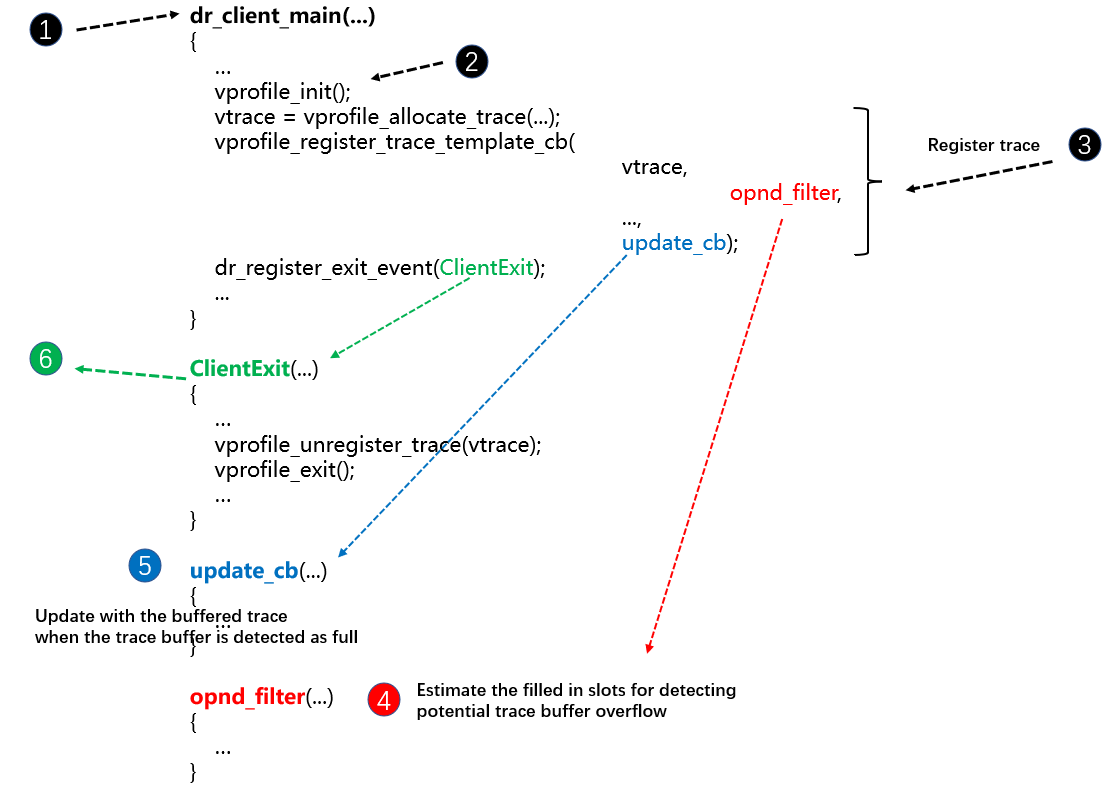 1
dr_client_main(...)
{
...
2
vprofile_init();
vtrace = vprofile_allocate_trace(...);
vprofile_register_trace_template_cb(
Register trace
3
vtrace,
opnd_filter,
...,
update_cb);
dr_register_exit_event(ClientExit);
...
}
6
ClientExit(...)
{
...
vprofile_unregister_trace(vtrace);
vprofile_exit();
...
}
5
update_cb(...)
{
Update with the buffered trace
...
when the trace buffer is detected as full
}
opnd_filter(...)
4
Estimate the filled in slots for detecting
potential trace buffer overflow
{
...
}